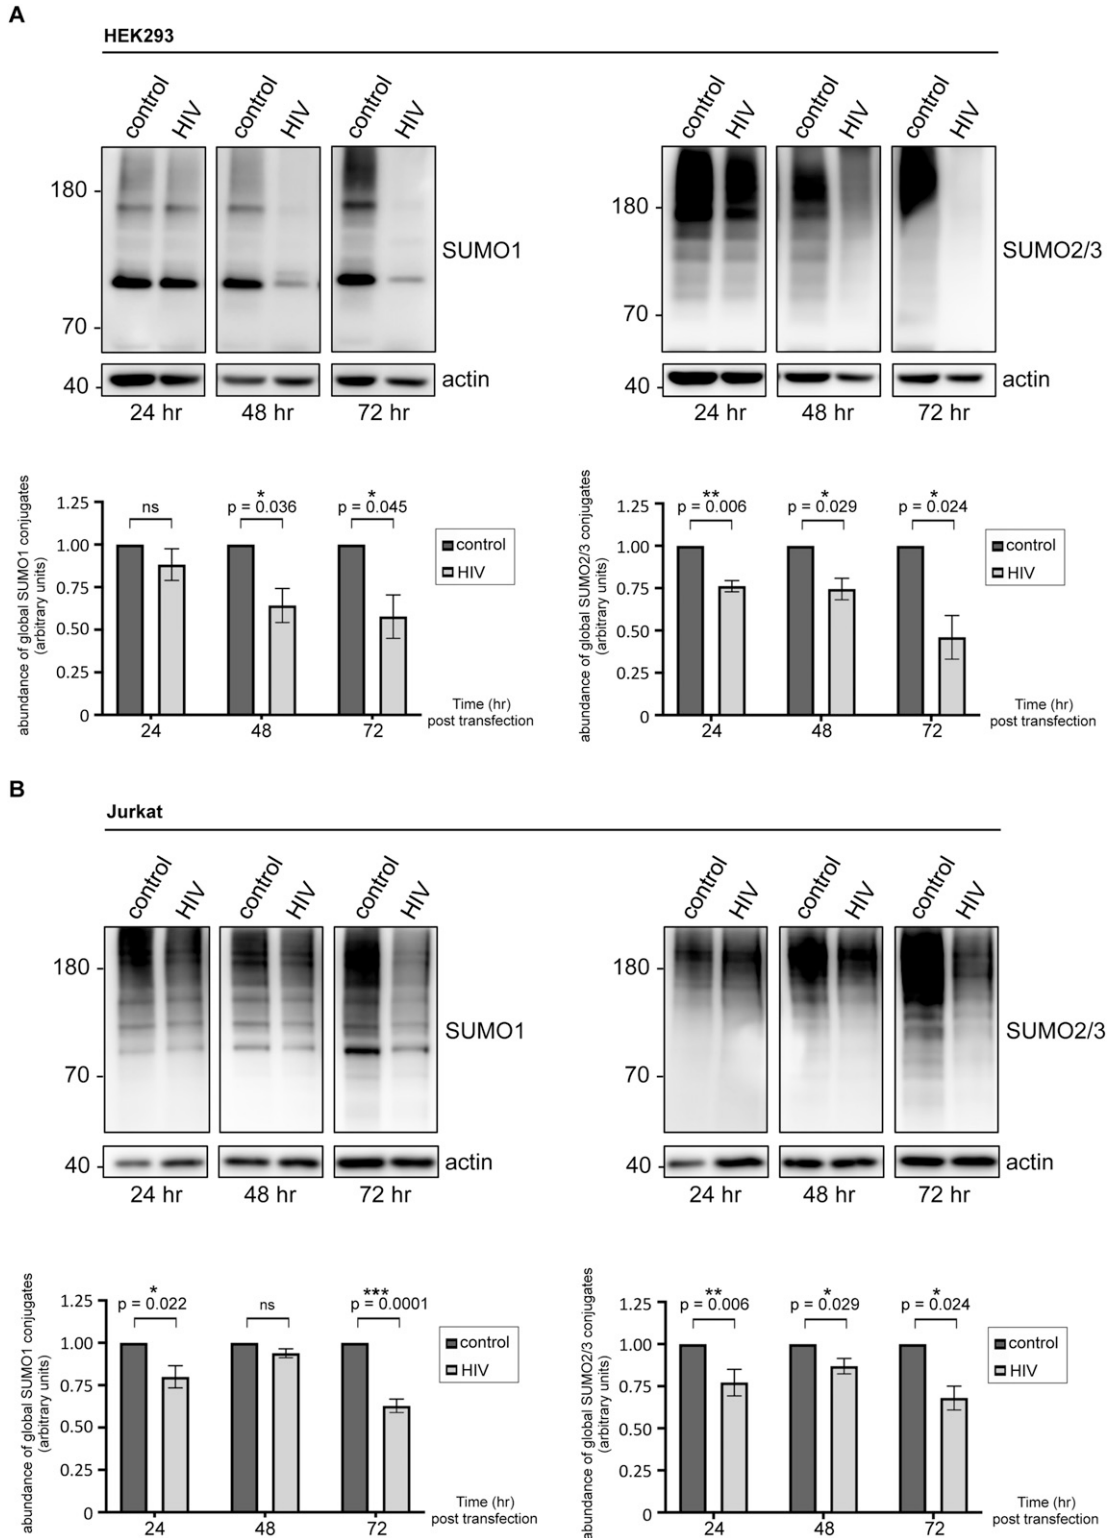 A
HEK293
control HIV control HIV control HIV
180
70
SUMO1
40
actin
24 hr 48 hr 72 hr
control HIV control HIV control HIV
180
70
SUMO2/3
40
actin
24 hr 48 hr 72 hr
abundance of global SUMO1 conjugates
(arbitrary units)
1.25
1.00
0.75
0.50
0.25
0
ns
*
p = 0.036
*
p = 0.045
control
HIV
24 48 72
Time (hr)
post transfection
abundance of global SUMO2/3 conjugates
(arbitrary units)
1.25
1.00
0.75
0.50
0.25
0
**
p = 0.006
*
p = 0.029
*
p = 0.024
control
HIV
24 48 72
Time (hr)
post transfection
B
Jurkat
control HIV control HIV control HIV
180
70
SUMO1
40
actin
24 hr 48 hr 72 hr
control HIV control HIV control HIV
180
70
SUMO2/3
40
actin
24 hr 48 hr 72 hr
abundance of global SUMO1 conjugates
(arbitrary units)
1.25
1.00
0.75
0.50
0.25
0
*
p = 0.022
ns
***
p = 0.0001
control
HIV
24 48 72
Time (hr)
post transfection
abundance of global SUMO2/3 conjugates
(arbitrary units)
1.25
1.00
0.75
0.50
0.25
0
**
p = 0.006
*
p = 0.029
*
p = 0.024
control
HIV
24 48 72
Time (hr)
post transfection